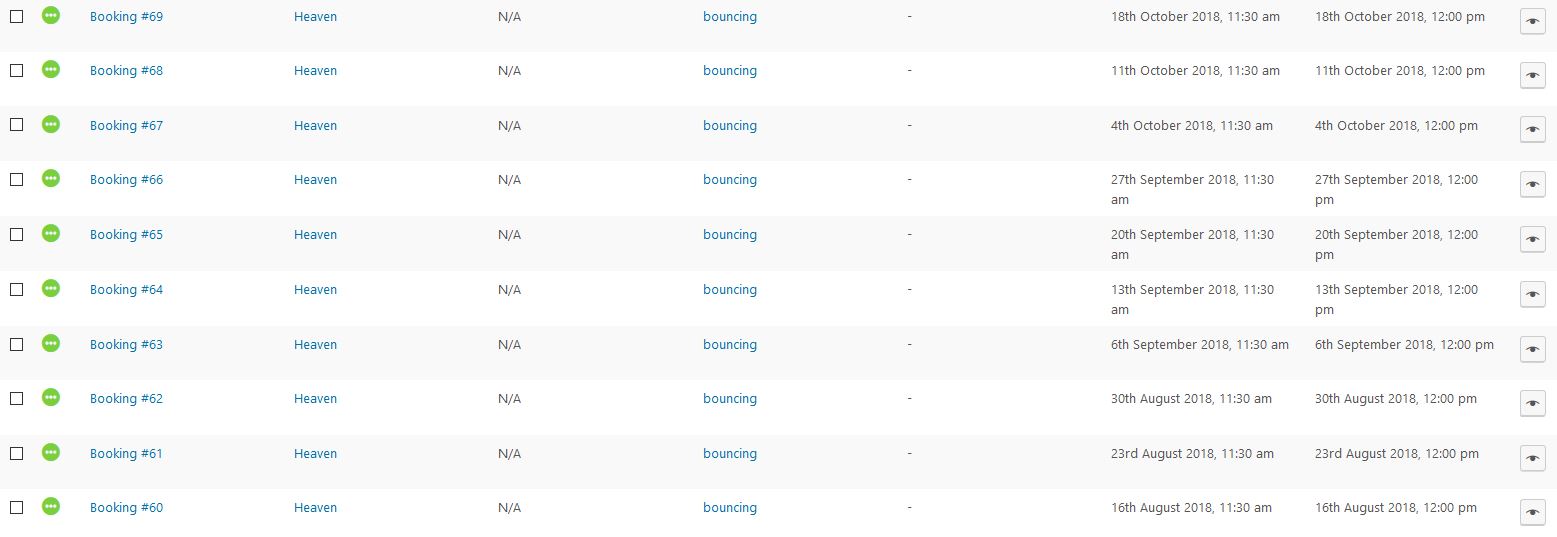 Booking #69 Heaven N/A bouncing - 18th October 2018, 11:30 am 18th October 2018, 12:00 pm
Booking #68 Heaven N/A bouncing - 11th October 2018, 11:30 am 11th October 2018, 12:00 pm
Booking #67 Heaven N/A bouncing - 4th October 2018, 11:30 am 4th October 2018, 12:00 pm
Booking #66 Heaven N/A bouncing - 27th September 2018, 11:30 27th September 2018, 12:00
am pm
Booking #65 Heaven N/A bouncing - 20th September 2018, 11:30 20th September 2018, 12:00
am pm
Booking #64 Heaven N/A bouncing - 13th September 2018, 11:30 13th September 2018, 12:00
am pm
Booking #63 Heaven N/A bouncing - 6th September 2018, 11:30 am 6th September 2018, 12:00 pm
Booking #62 Heaven N/A bouncing - 30th August 2018, 11:30 am 30th August 2018, 12:00 pm
Booking #61 Heaven N/A bouncing - 23rd August 2018, 11:30 am 23rd August 2018, 12:00 pm
Booking #60 Heaven N/A bouncing - 16th August 2018, 11:30 am 16th August 2018, 12:00 pm